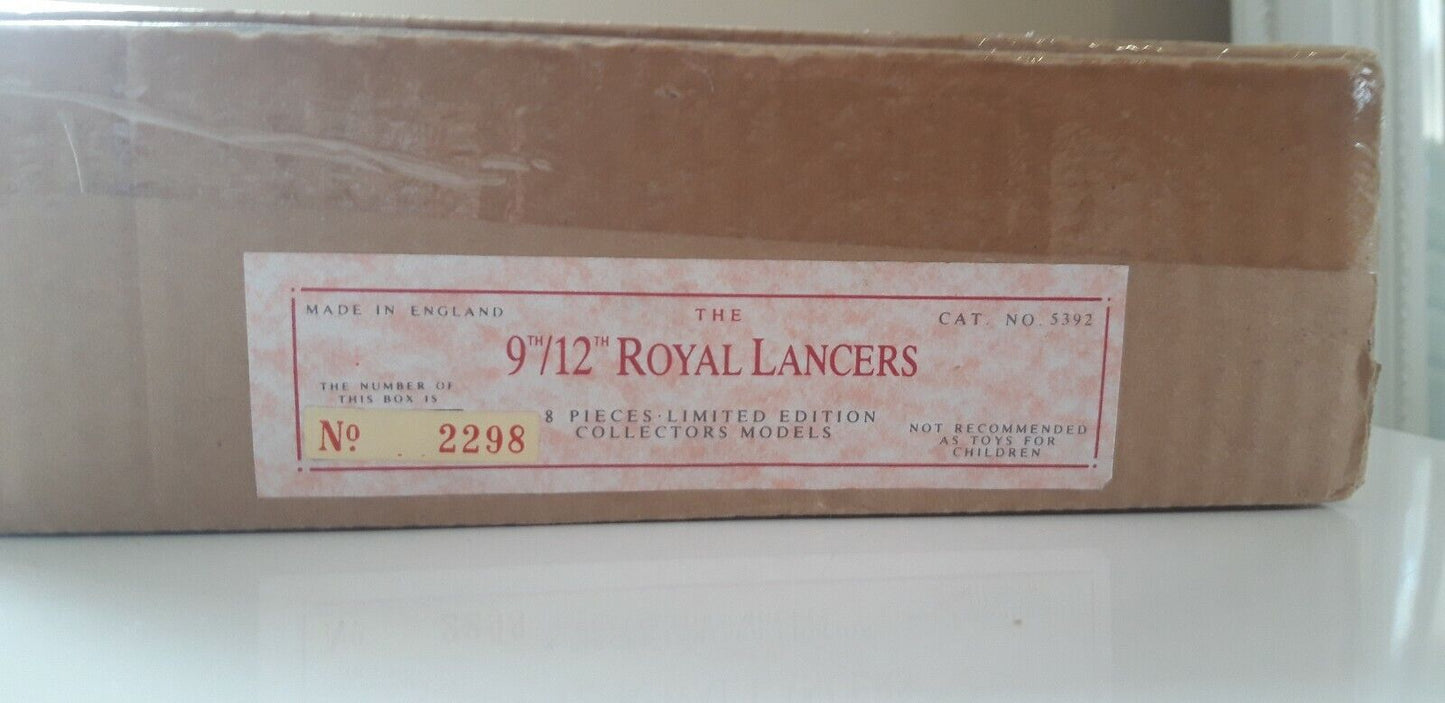 MADE IN ENGLAND
THE
CAT. NO. 5392
9TH/12TH ROYAL LANCERS
THE NUMBER OF
THIS BOX IS
No 2298
8 PIECES · LIMITED EDITION
COLLECTORS MODELS
NOT RECOMMENDED
AS TOYS FOR
CHILDREN